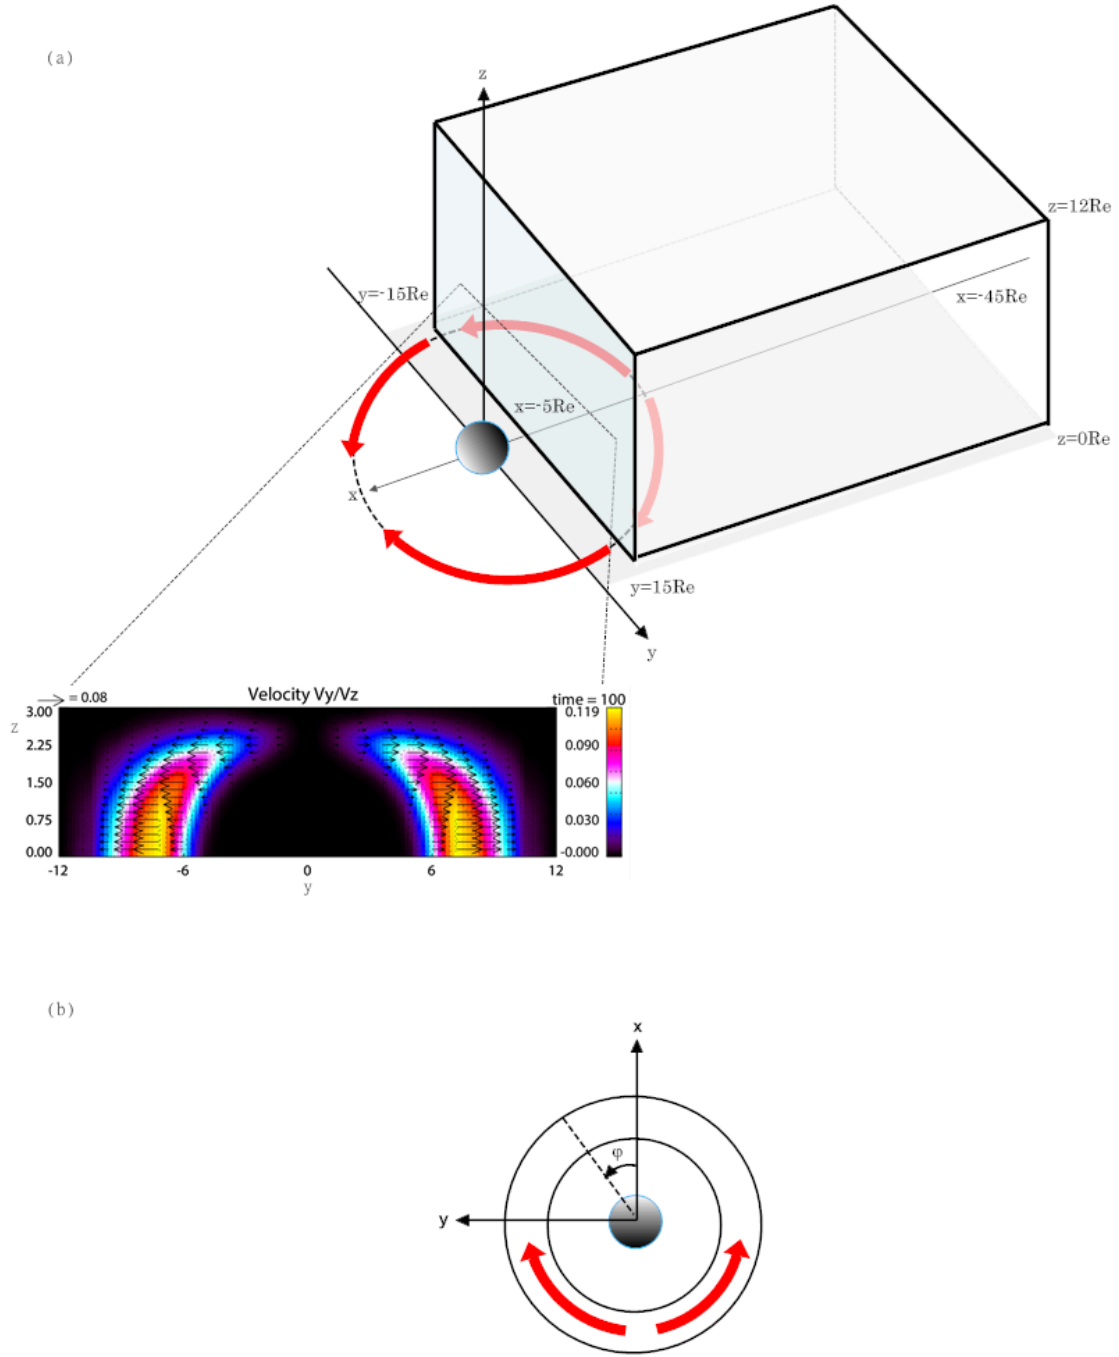 (a)
z
z=12Re
y=-15Re
x=-45Re
x=-5Re
z=0Re
x
y=15Re
y
= 0.08
Velocity Vy/Vz
time = 100
z
3.00
2.25
1.50
0.75
0.00
0.119
0.090
0.060
0.030
-0.000
-12
-6
0
6
12
y
(b)
x
φ
y